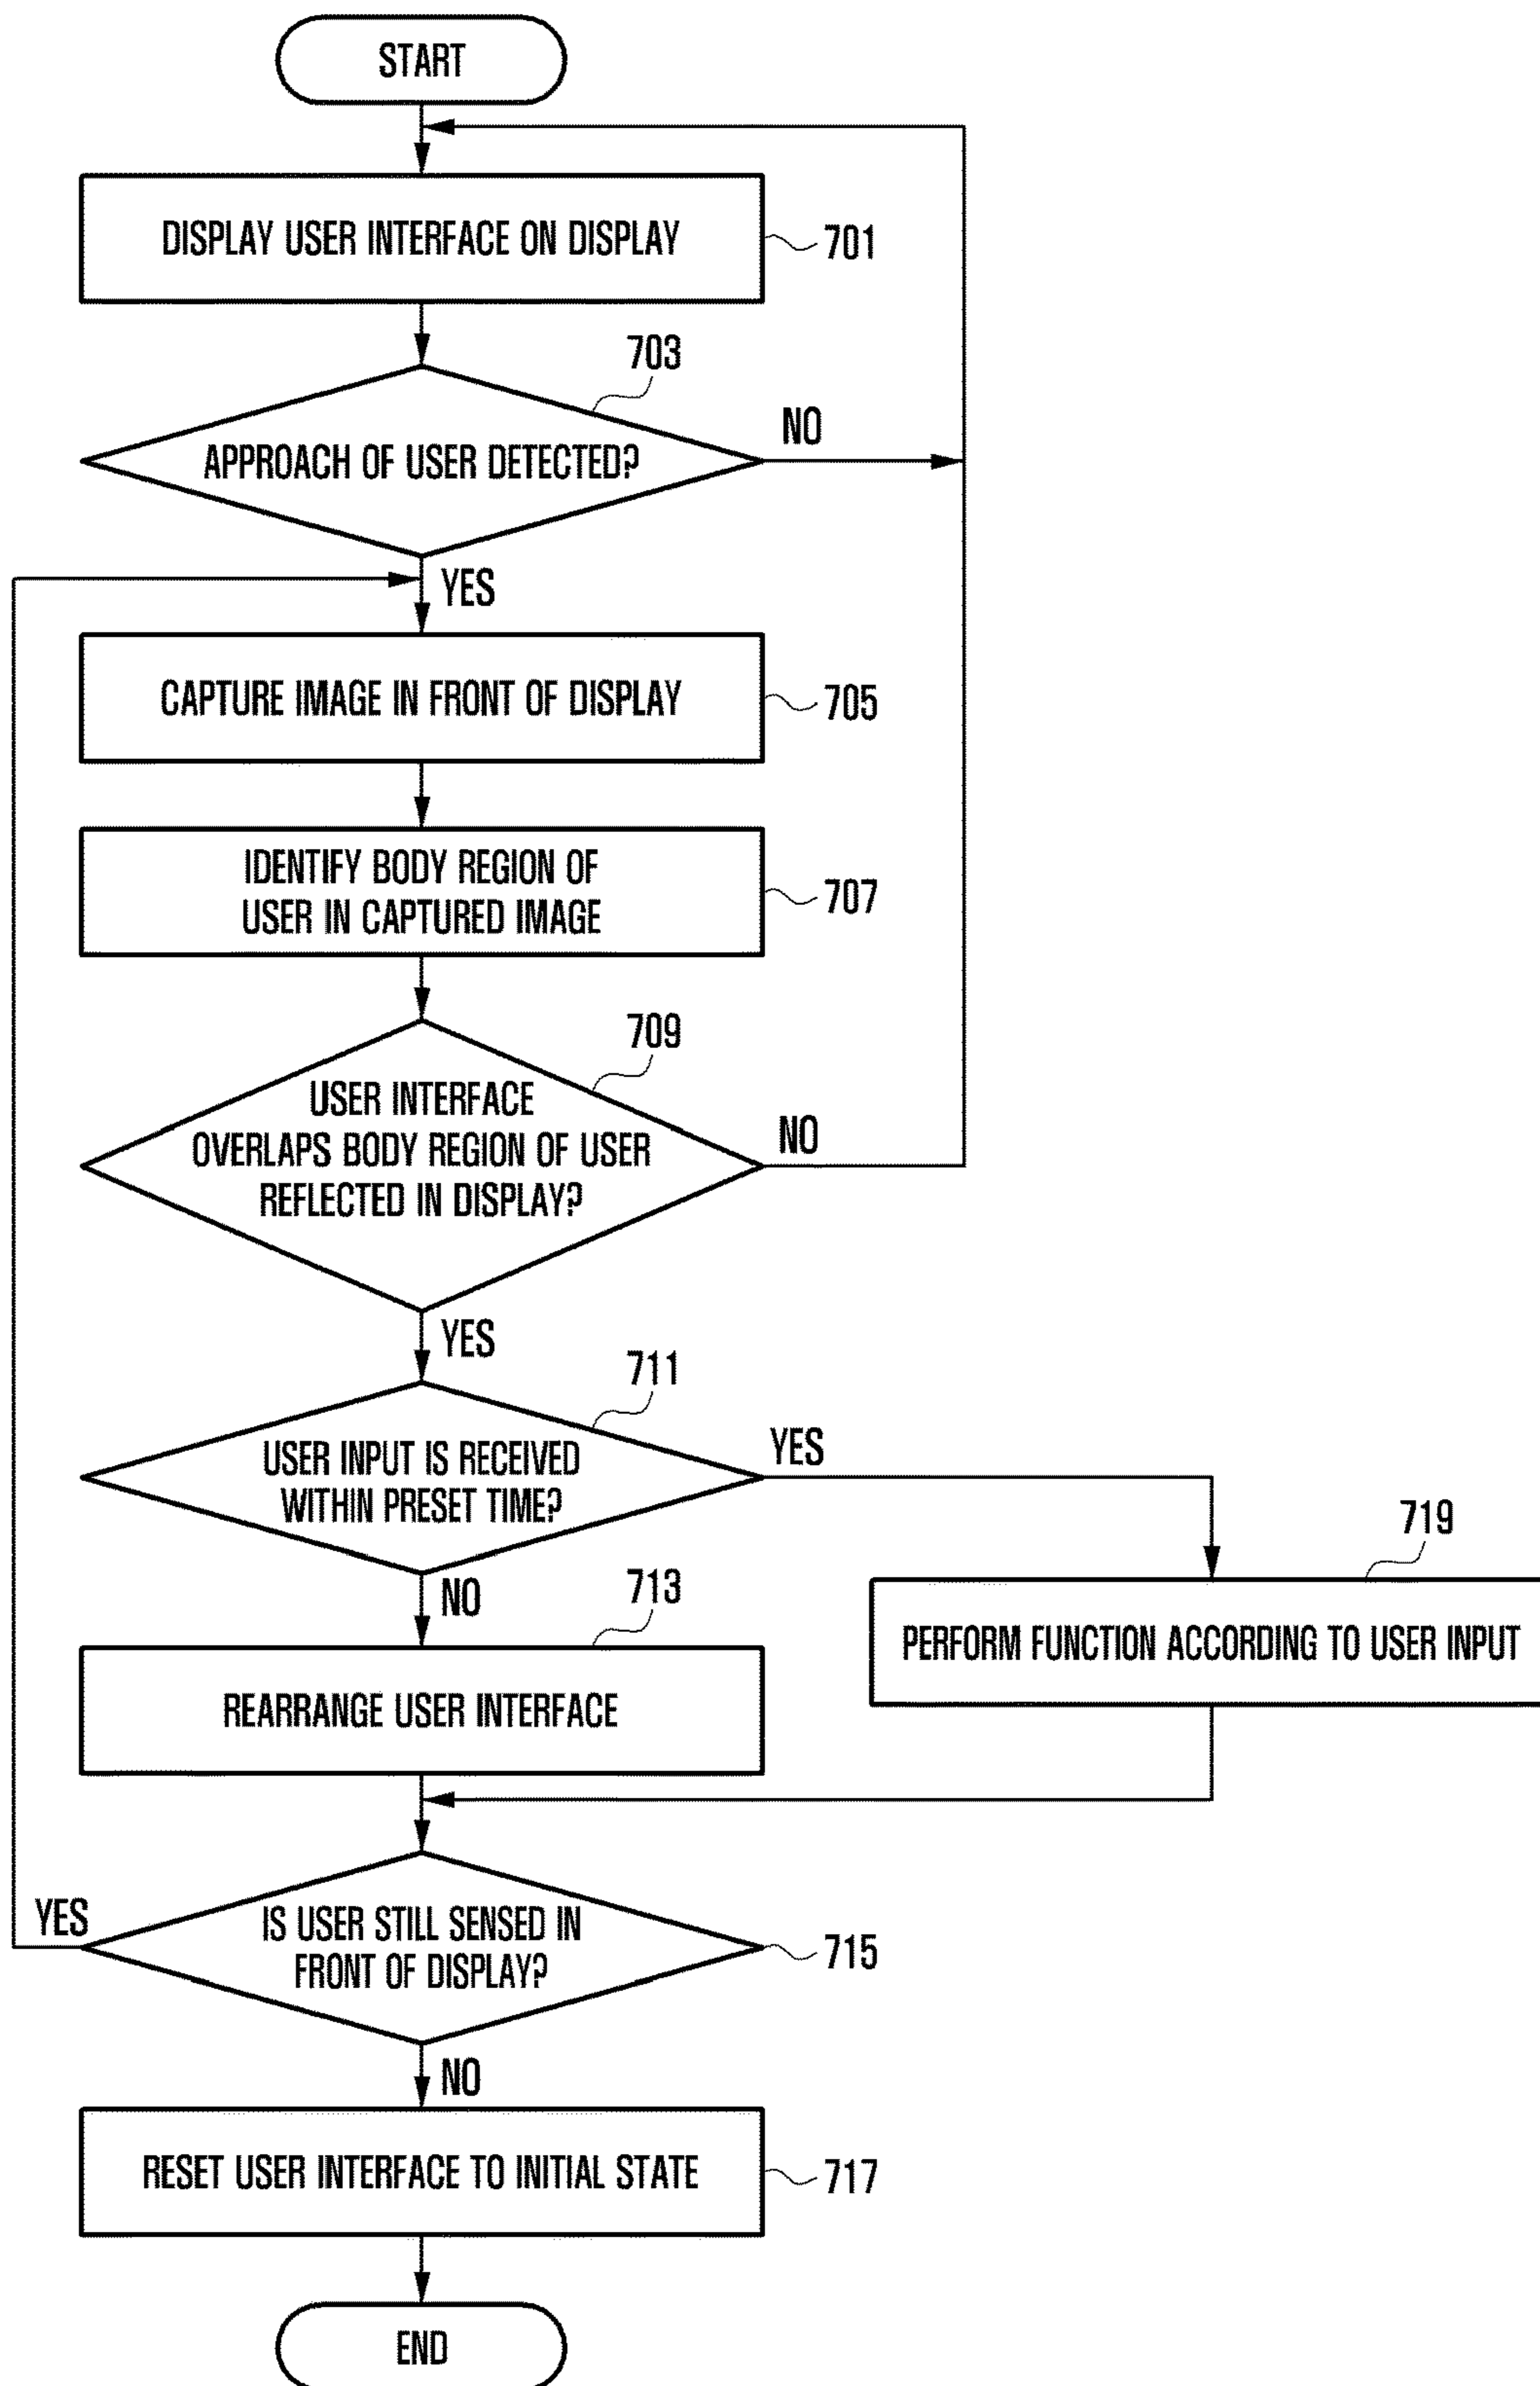 START
DISPLAY USER INTERFACE ON DISPLAY
701
703
APPROACH OF USER DETECTED?
NO
YES
CAPTURE IMAGE IN FRONT OF DISPLAY
705
IDENTIFY BODY REGION OF
USER IN CAPTURED IMAGE
707
709
USER INTERFACE
OVERLAPS BODY REGION OF USER
REFLECTED IN DISPLAY?
NO
YES
711
USER INPUT IS RECEIVED
WITHIN PRESET TIME?
YES
NO
719
PERFORM FUNCTION ACCORDING TO USER INPUT
713
REARRANGE USER INTERFACE
YES
IS USER STILL SENSED IN
FRONT OF DISPLAY?
715
NO
RESET USER INTERFACE TO INITIAL STATE
717
END